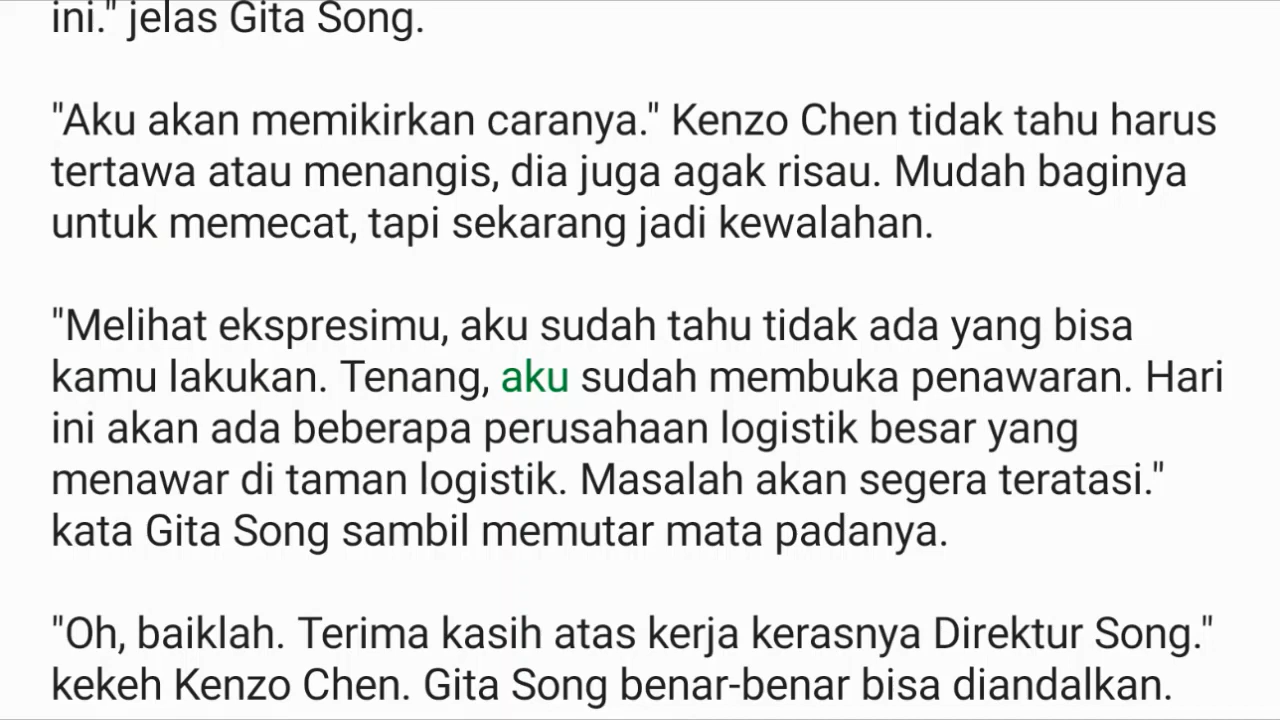 ini." jelas Gita Song.
"Aku akan memikirkan caranya." Kenzo Chen tidak tahu harus
tertawa atau menangis, dia juga agak risau. Mudah baginya
untuk memecat, tapi sekarang jadi kewalahan.
"Melihat ekspresimu, aku sudah tahu tidak ada yang bisa
kamu lakukan. Tenang, aku sudah membuka penawaran. Hari
ini akan ada beberapa perusahaan logistik besar yang
menawar di taman logistik. Masalah akan segera teratasi."
kata Gita Song sambil memutar mata padanya.
"Oh, baiklah. Terima kasih atas kerja kerasnya Direktur Song."
kekeh Kenzo Chen. Gita Song benar-benar bisa diandalkan.